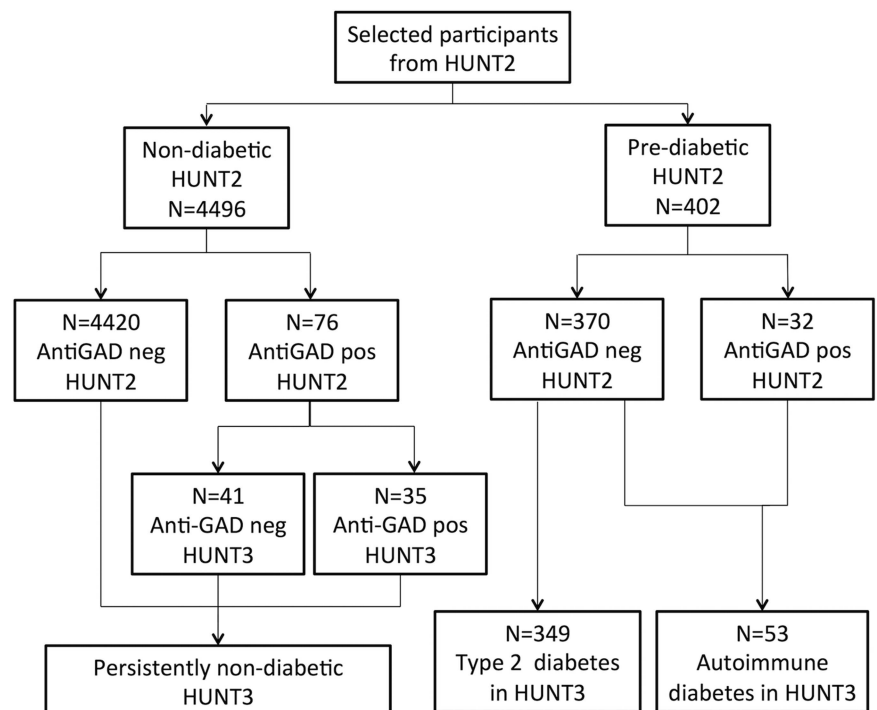 Selected participants
from HUNT2
Non-diabetic
HUNT2
N=4496
Pre-diabetic
HUNT2
N=402
N=4420
AntiGAD neg
HUNT2
N=76
AntiGAD pos
HUNT2
N=370
AntiGAD neg
HUNT2
N=32
AntiGAD pos
HUNT2
N=41
Anti-GAD neg
HUNT3
N=35
Anti-GAD pos
HUNT3
Persistently non-diabetic
HUNT3
N=349
Type 2 diabetes
in HUNT3
N=53
Autoimmune
diabetes in HUNT3